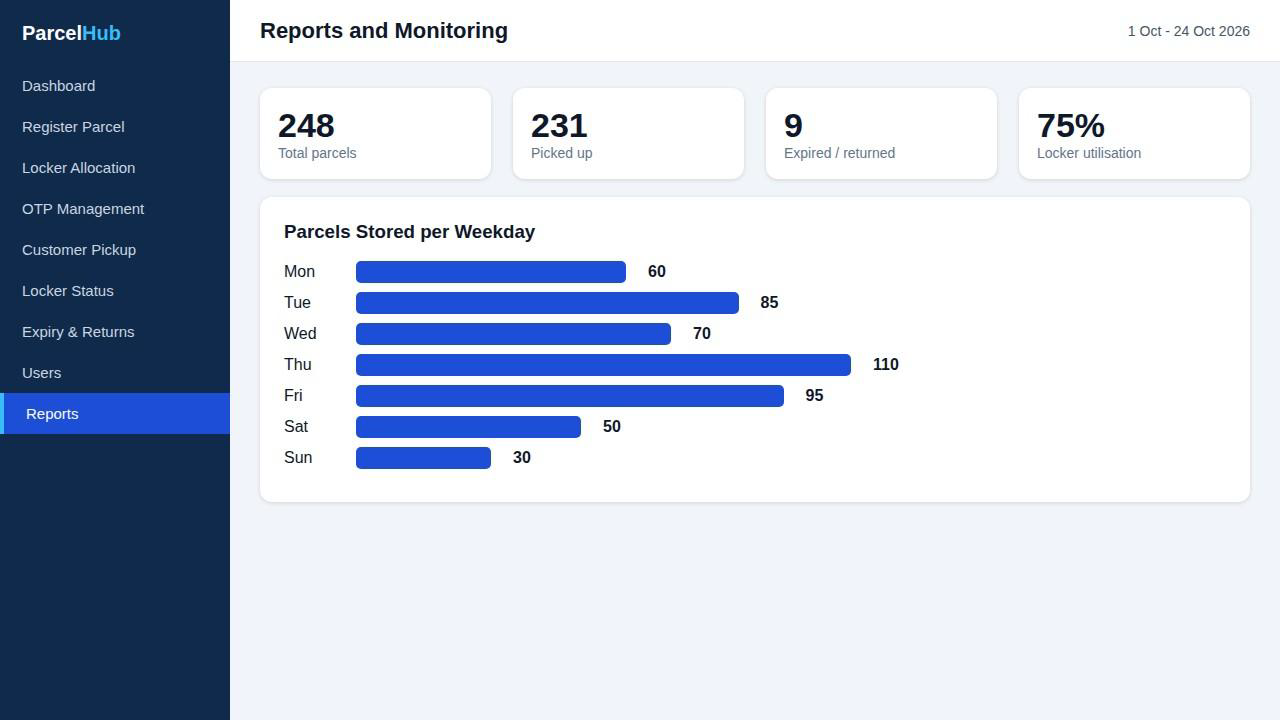 ParcelHub
Dashboard
Register Parcel
Locker Allocation
OTP Management
Customer Pickup
Locker Status
Expiry & Returns
Users
Reports
Reports and Monitoring
1 Oct - 24 Oct 2026
248
Total parcels
231
Picked up
9
Expired / returned
75%
Locker utilisation
Parcels Stored per Weekday
Mon 60
Tue 85
Wed 70
Thu 110
Fri 95
Sat 50
Sun 30